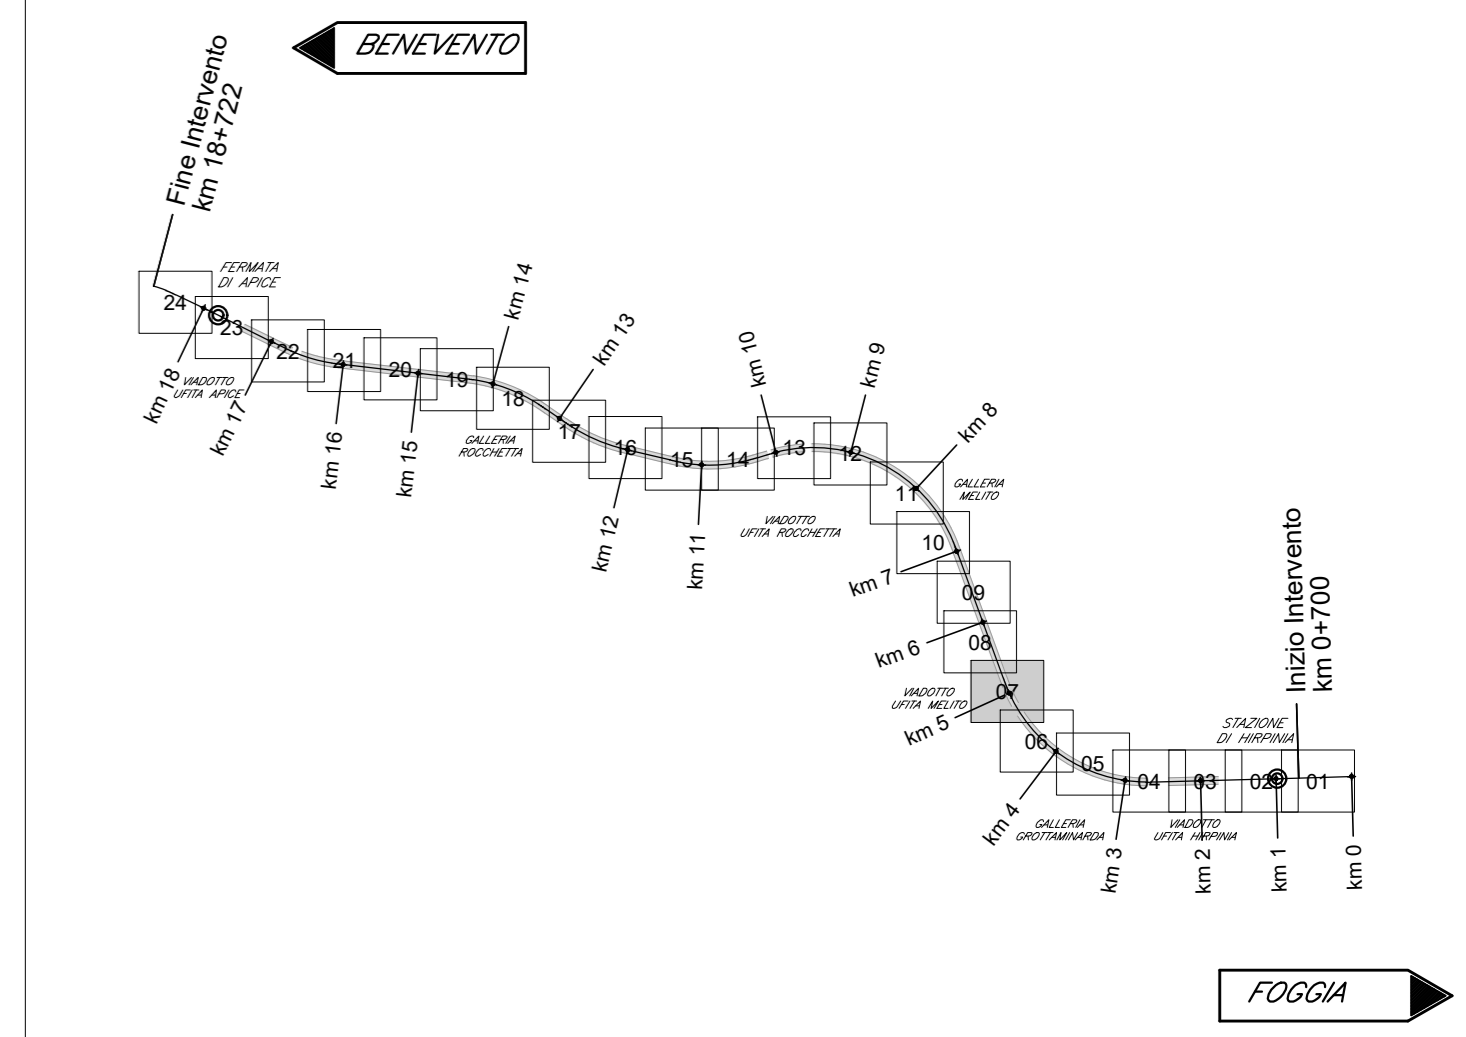 BENEVENTO
Fine Intervento
km 18+722
FERMATA
DI APICE
24
23
22
21
20
19
18
17
16
15
14
13
12
11
10
09
08
07
06
05
04
03
02
01
km 18
VIADOTTO
UFITA APICE
km 17
km 16
km 15
km 14
GALLERIA
ROCCHETTA
km 13
km 12
km 11
km 10
VIADOTTO
UFITA ROCCHETTA
km 9
km 8
GALLERIA
MELITO
km 7
km 6
VIADOTTO
UFITA MELITO
km 5
km 4
GALLERIA
GROTTAMINARDA
km 3
VIADOTTO
UFITA HIRPINIA
km 2
STAZIONE
DI HIRPINIA
km 1
Inizio Intervento
km 0+700
km 0
FOGGIA